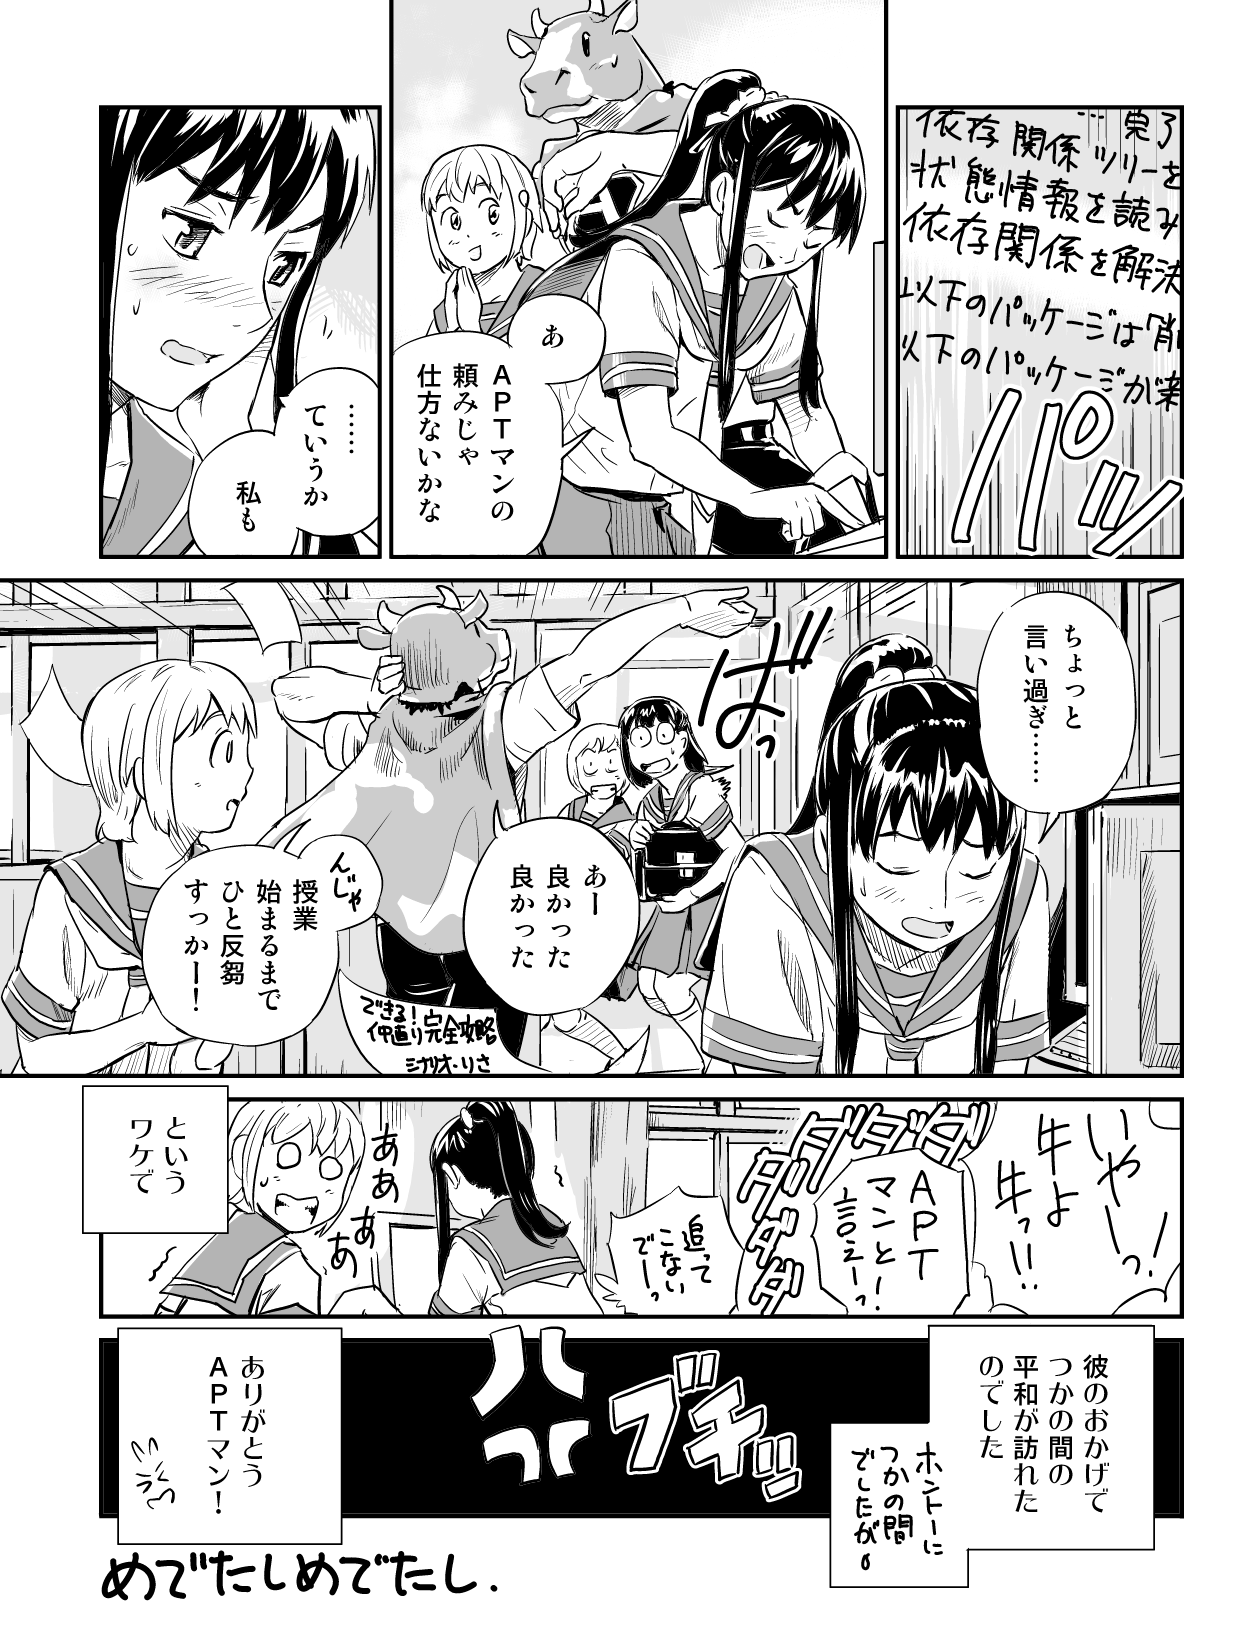 …完了
依存関係ツリーを
状態情報を読み
依存関係を解決
以下のパッケージは「削
以下のパッケージが来
パッ
あ
ＡＰＴマンの
頼みじゃ
仕方ないかな
……
ていうか
私も
ちょっと
言い過ぎ……
ばっ
あー
良かった
良かった
んじゃ
授業
始まるまで
ひと反芻
すっかー！
できる！
仲直り完全攻略
シナリオ・りさ
いやーっ！
牛よ
牛っ!!
ＡＰＴ
マンと！
言えーっ
ダダダダダダ
追って
こない
でーっ
ああああ
という
ワケで
彼のおかげで
つかの間の
平和が訪れた
のでした
ホントーに
つかの間
でしたが。
ブチッ
ありがとう
ＡＰＴマン！
めでたしめでたし．